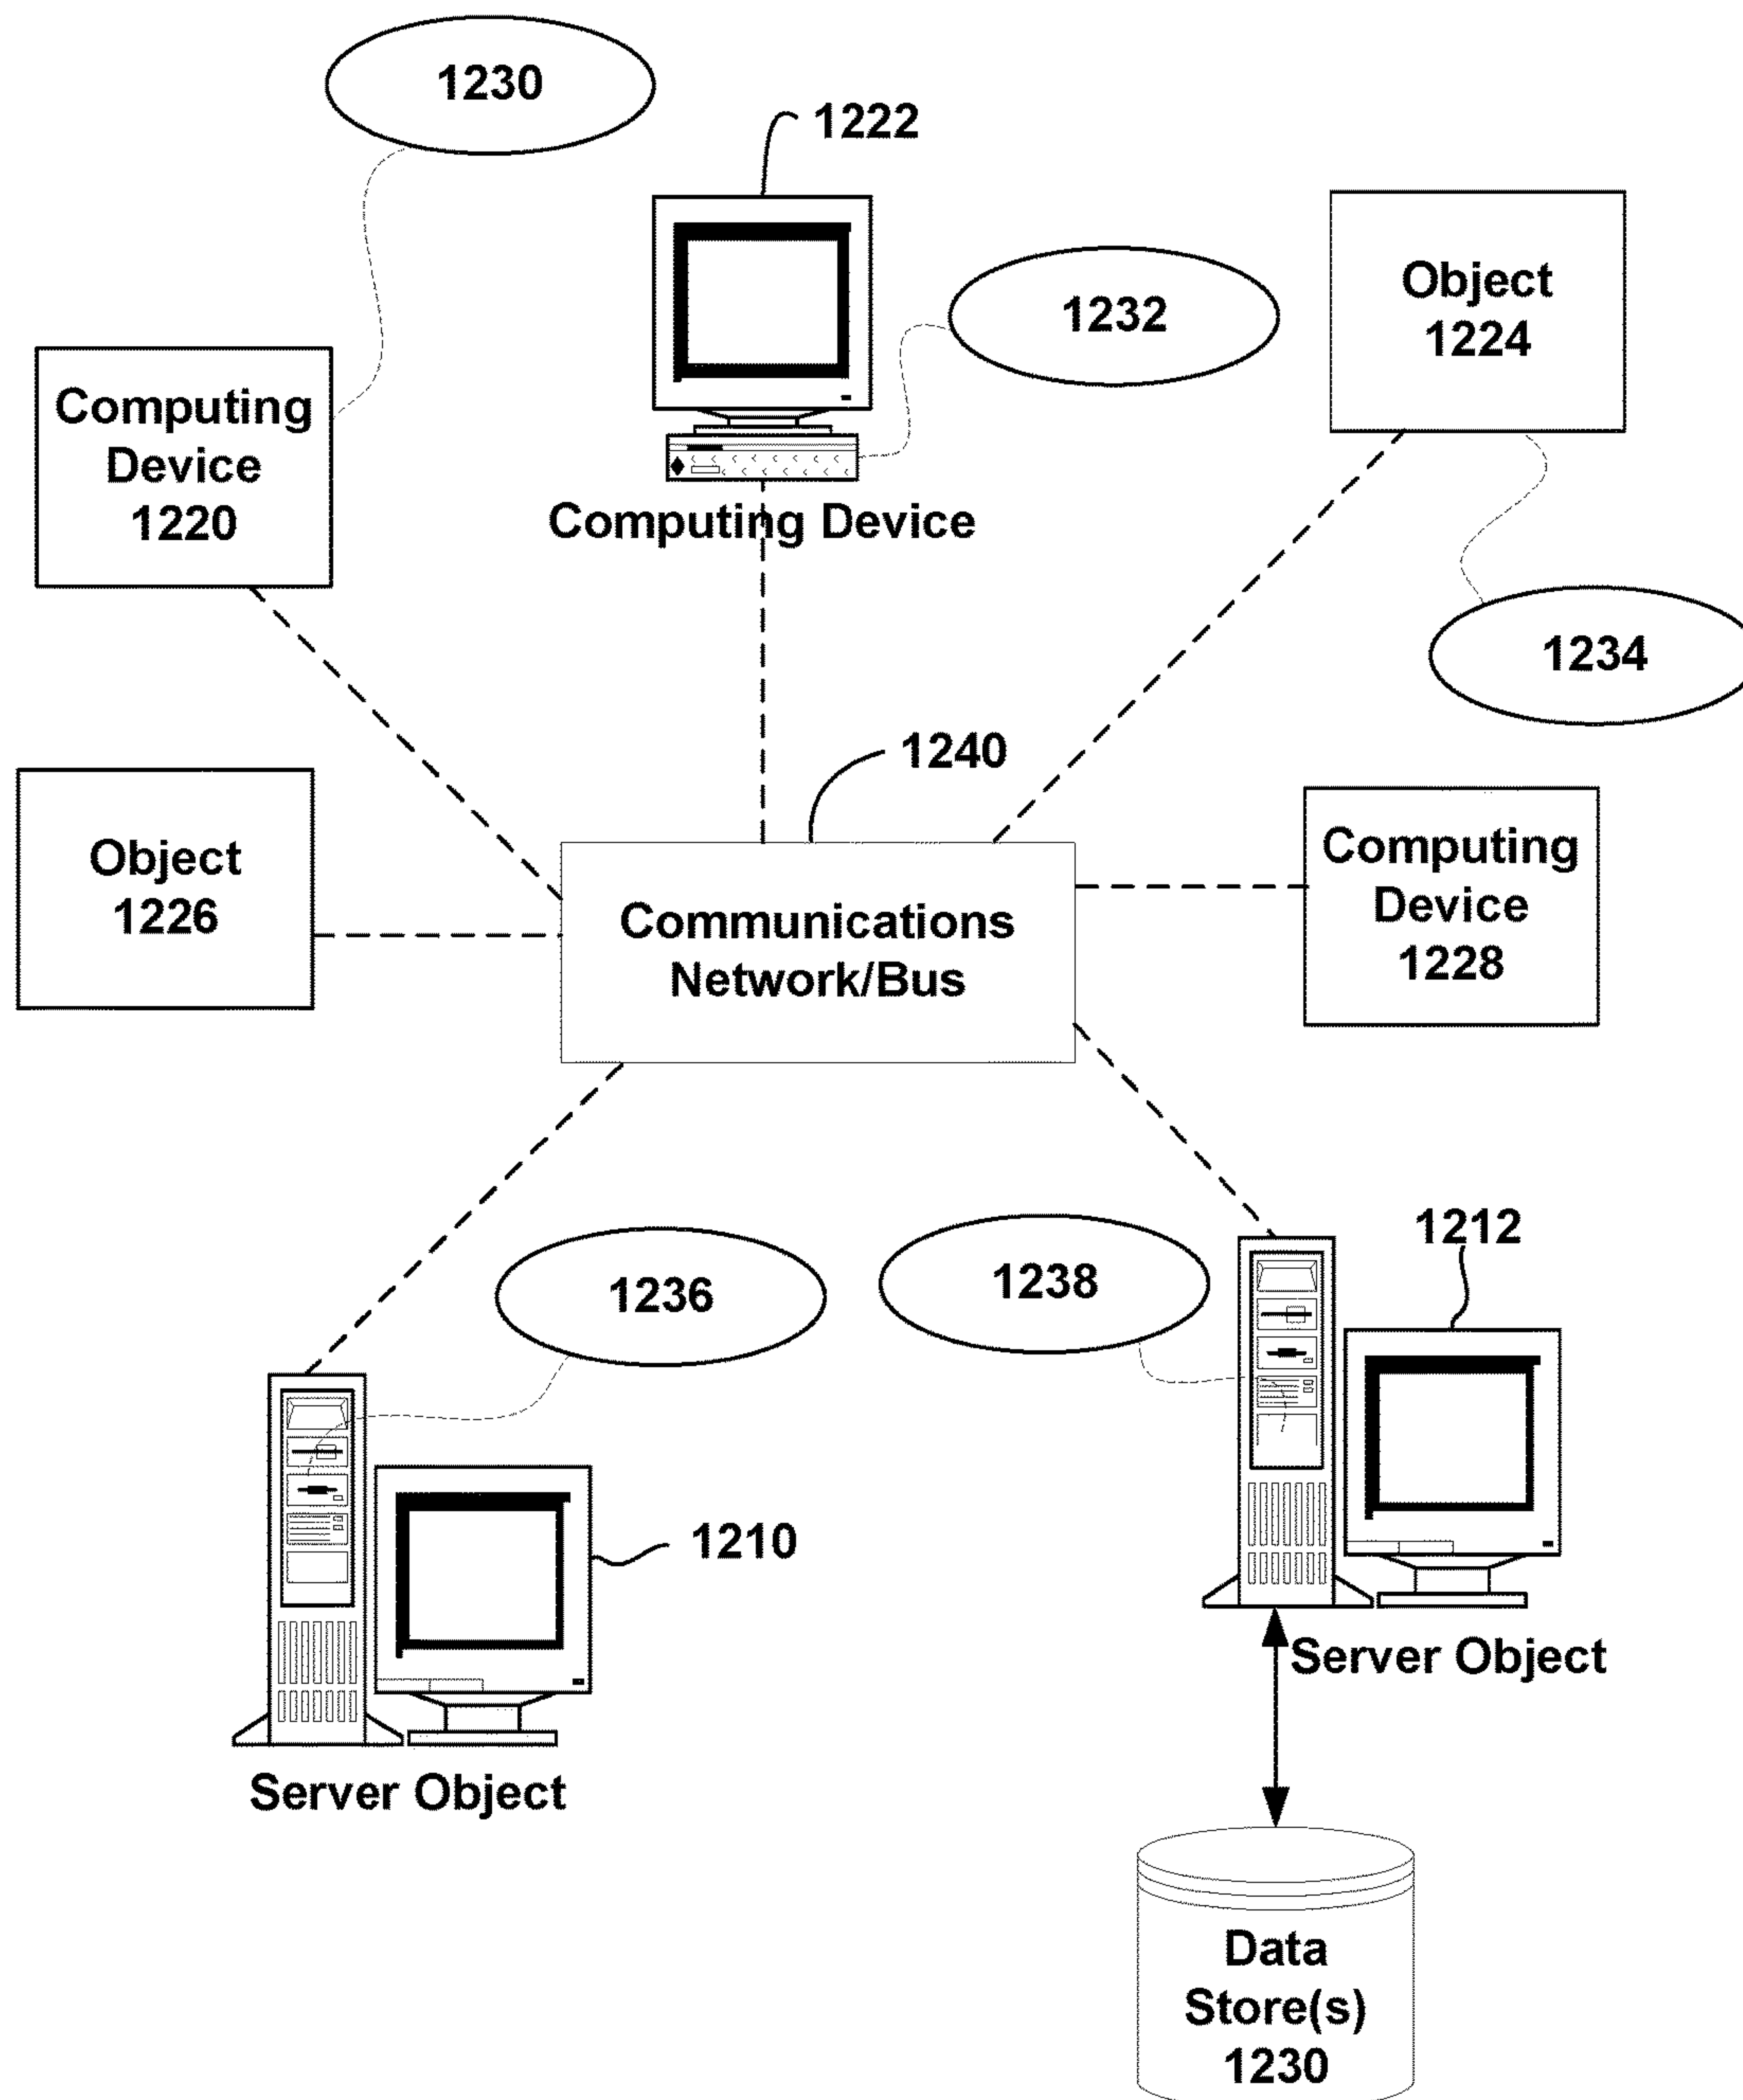 1230
1222
Object
1224
1232
Computing
Device
1220
Computing Device
1234
1240
Object
1226
Communications
Network/Bus
Computing
Device
1228
1212
1236
1238
1210
Server Object
Server Object
Data
Store(s)
1230